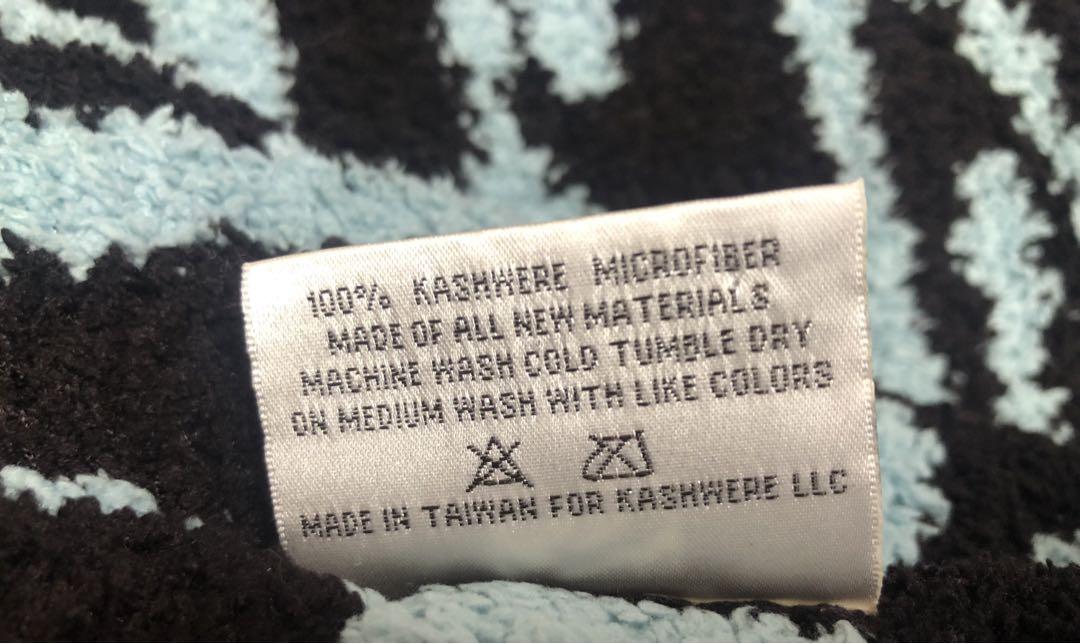 100% KASHWERE MICROFIBER
MADE OF ALL NEW MATERIALS
MACHINE WASH COLD TUMBLE DRY
ON MEDIUM WASH WITH LIKE COLORS
MADE IN TAIWAN FOR KASHWERE LLC